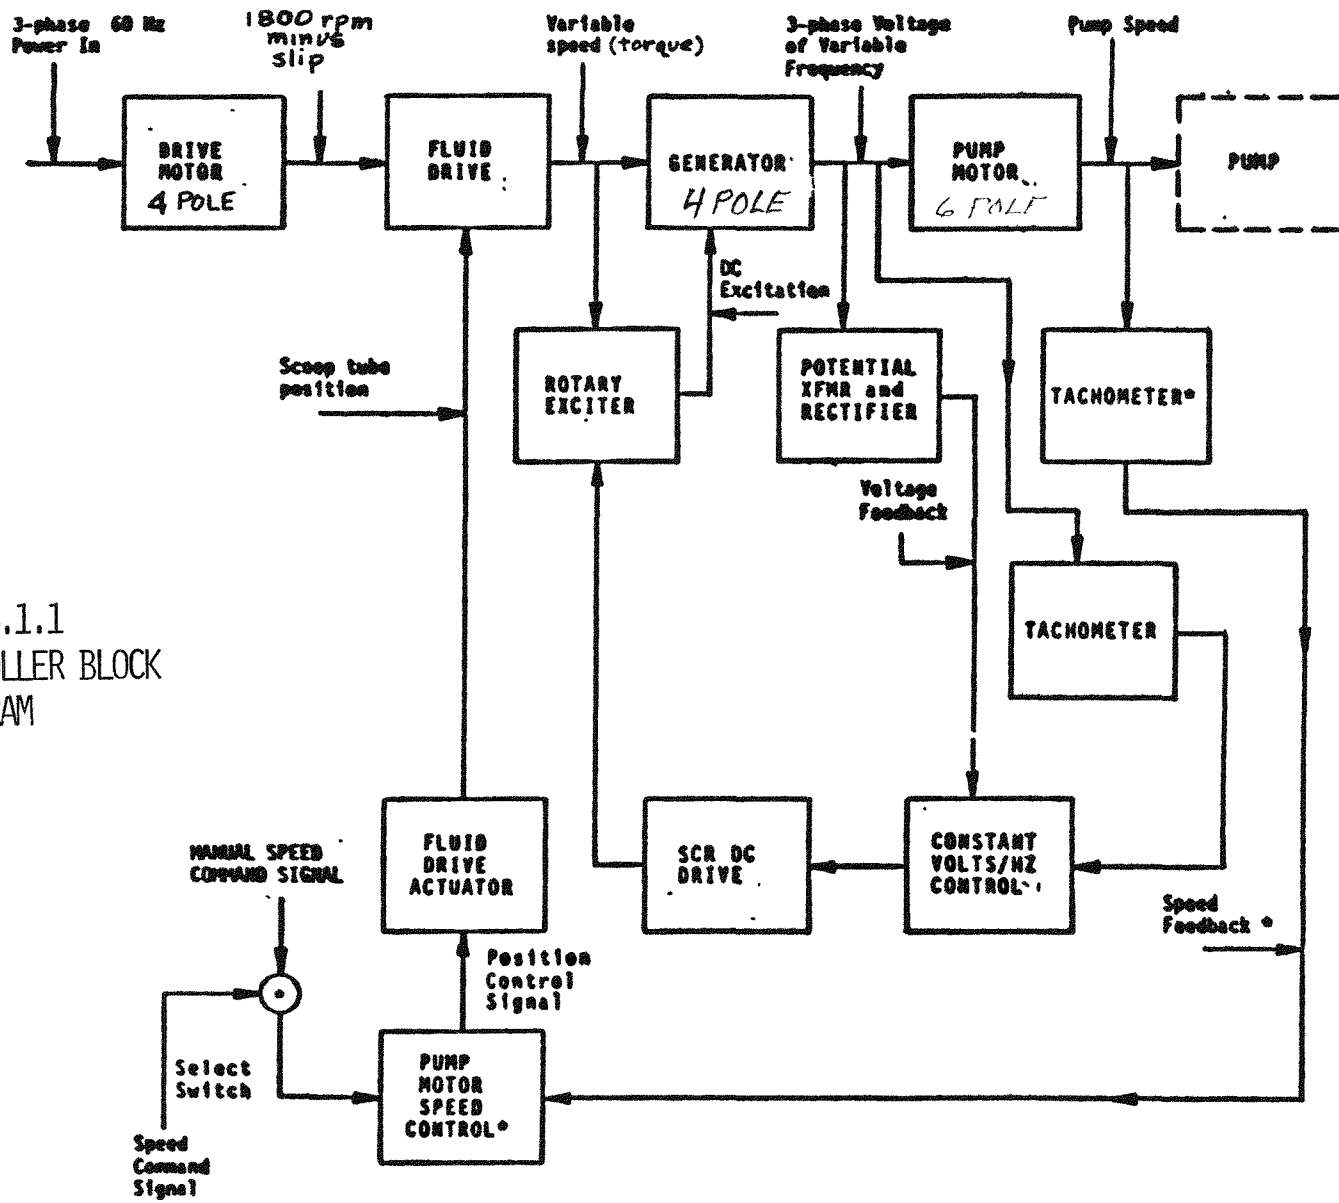 3-phase 60 Hz
Power In
1800 rpm
minus
slip
Variable
speed (torque)
3-phase Voltage
of Variable
Frequency
Pump Speed
DRIVE
MOTOR
4 POLE
FLUID
DRIVE
GENERATOR
4 POLE
PUMP
MOTOR
6 POLE
PUMP
DC
Excitation
Scoop tube
position
ROTARY
EXCITER
POTENTIAL
XFMR and
RECTIFIER
TACHOMETER*
Voltage
Feedback
TACHOMETER
.1.1
LLER BLOCK
AM
MANUAL SPEED
COMMAND SIGNAL
FLUID
DRIVE
ACTUATOR
SCR DC
DRIVE
CONSTANT
VOLTS/HZ
CONTROL
Speed
Feedback *
Position
Control
Signal
Select
Switch
PUMP
MOTOR
SPEED
CONTROL*
Speed
Command
Signal